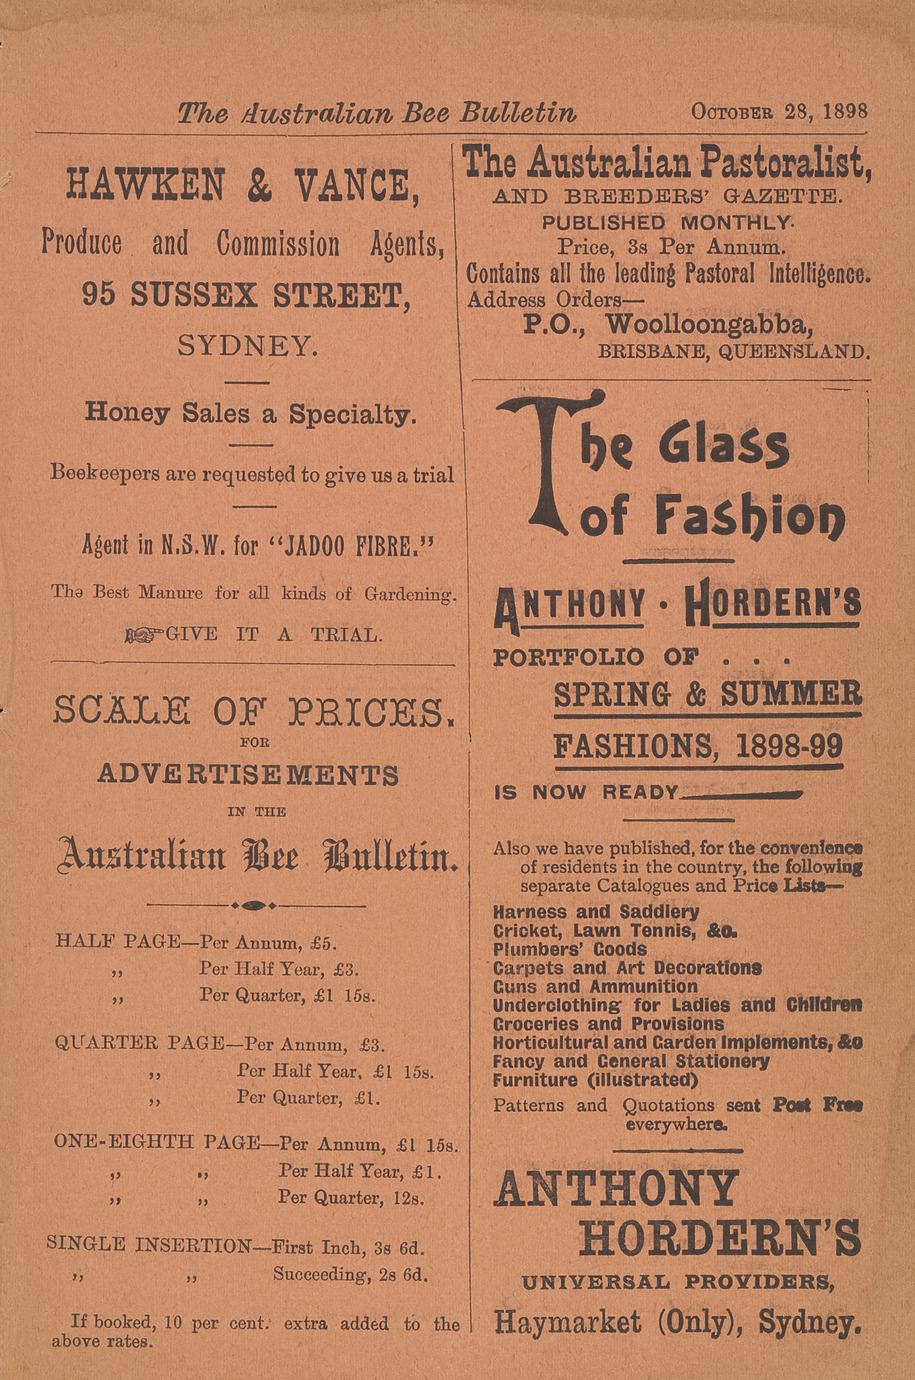 The Australian Bee Bulletin October 28, 1898
HAWKEN & VANCE,
Produce and Commission Agents,
95 SUSSEX STREET,
SYDNEY.
Honey Sales a Specialty.
Beekeepers are requested to give us a trial
Agent in N.S.W. for “JADOO FIBRE.”
The Best Manure for all kinds of Gardening.
GIVE IT A TRIAL.
SCALE OF PRICES.
FOR
ADVERTISEMENTS
IN THE
Australian Bee Bulletin.
HALF PAGE—Per Annum, £5.
„ Per Half Year, £3.
„ Per Quarter, £1 15s.
QUARTER PAGE—Per Annum, £3.
„ Per Half Year, £1 15s.
„ Per Quarter, £1.
ONE-EIGHTH PAGE—Per Annum, £1 15s.
„ „ Per Half Year, £1.
„ „ Per Quarter, 12s.
SINGLE INSERTION—First Inch, 3s 6d.
„ „ Succeeding, 2s 6d.
If booked, 10 per cent. extra added to the
above rates.
The Australian Pastoralist,
AND BREEDERS’ GAZETTE.
PUBLISHED MONTHLY.
Price, 3s Per Annum.
Contains all the leading Pastoral Intelligence.
Address Orders—
P.O., Woolloongabba,
BRISBANE, QUEENSLAND.
The Glass
of Fashion
ANTHONY · HORDERN’S
PORTFOLIO OF . . .
SPRING & SUMMER
FASHIONS, 1898-99
IS NOW READY
Also we have published, for the convenience
of residents in the country, the following
separate Catalogues and Price Lists—
Harness and Saddlery
Cricket, Lawn Tennis, &c.
Plumbers’ Goods
Carpets and Art Decorations
Guns and Ammunition
Underclothing for Ladies and Children
Groceries and Provisions
Horticultural and Garden Implements, &c
Fancy and General Stationery
Furniture (illustrated)
Patterns and Quotations sent Post Free
everywhere.
ANTHONY
HORDERN’S
UNIVERSAL PROVIDERS,
Haymarket (Only), Sydney.